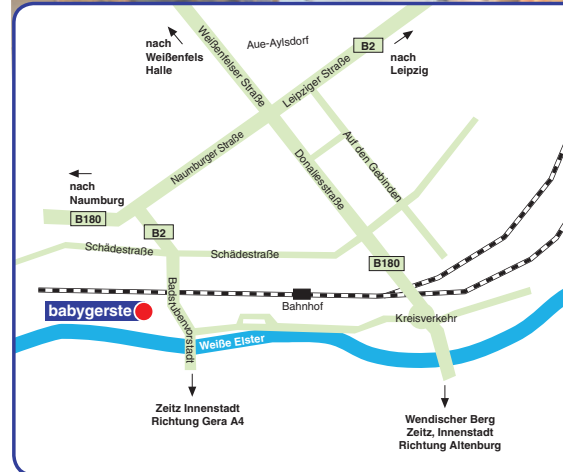 nach
Weißenfels
Halle
Aue-Aylsdorf
B2
nach
Leipzig
Weißenfelser Straße
Leipziger Straße
Naumburger Straße
Donaliesstraße
Auf den Gebinden
nach
Naumburg
B180
B2
Schädestraße
Schädestraße
B180
Badstubenvorstadt
babygerste
Bahnhof
Kreisverkehr
Weiße Elster
Zeitz Innenstadt
Richtung Gera A4
Wendischer Berg
Zeitz, Innenstadt
Richtung Altenburg